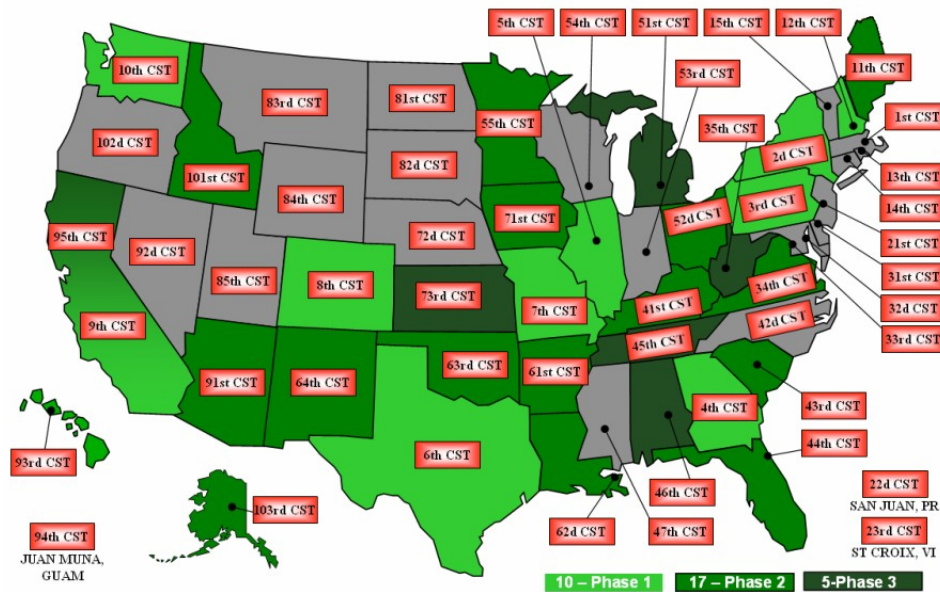 5th CST
54th CST
51st CST
15th CST
12th CST
10th CST
83rd CST
81st CST
55th CST
53rd CST
35th CST
11th CST
1st CST
102d CST
101st CST
82d CST
2d CST
13th CST
84th CST
14th CST
95th CST
92d CST
85th CST
72d CST
71st CST
52d CST
3rd CST
21st CST
8th CST
73rd CST
7th CST
41st CST
34th CST
31st CST
9th CST
42d CST
32d CST
45th CST
33rd CST
91st CST
64th CST
63rd CST
61st CST
4th CST
43rd CST
93rd CST
6th CST
44th CST
103rd CST
46th CST
22d CST
SAN JUAN, PR
94th CST
JUAN MUNA,
GUAM
62d CST
47th CST
23rd CST
ST CROIX, VI
10 – Phase 1
17 – Phase 2
5-Phase 3